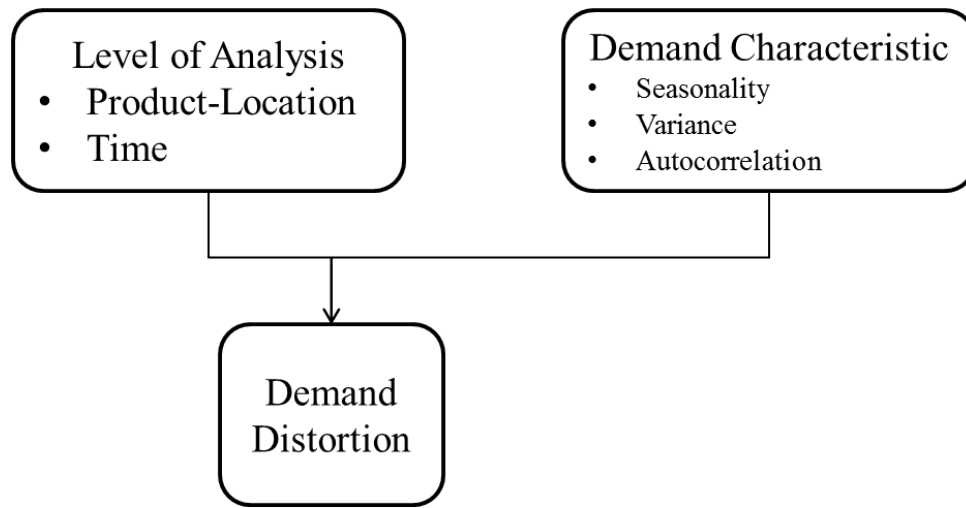 Level of Analysis
• Product-Location
• Time
Demand Characteristic
• Seasonality
• Variance
• Autocorrelation
Demand
Distortion